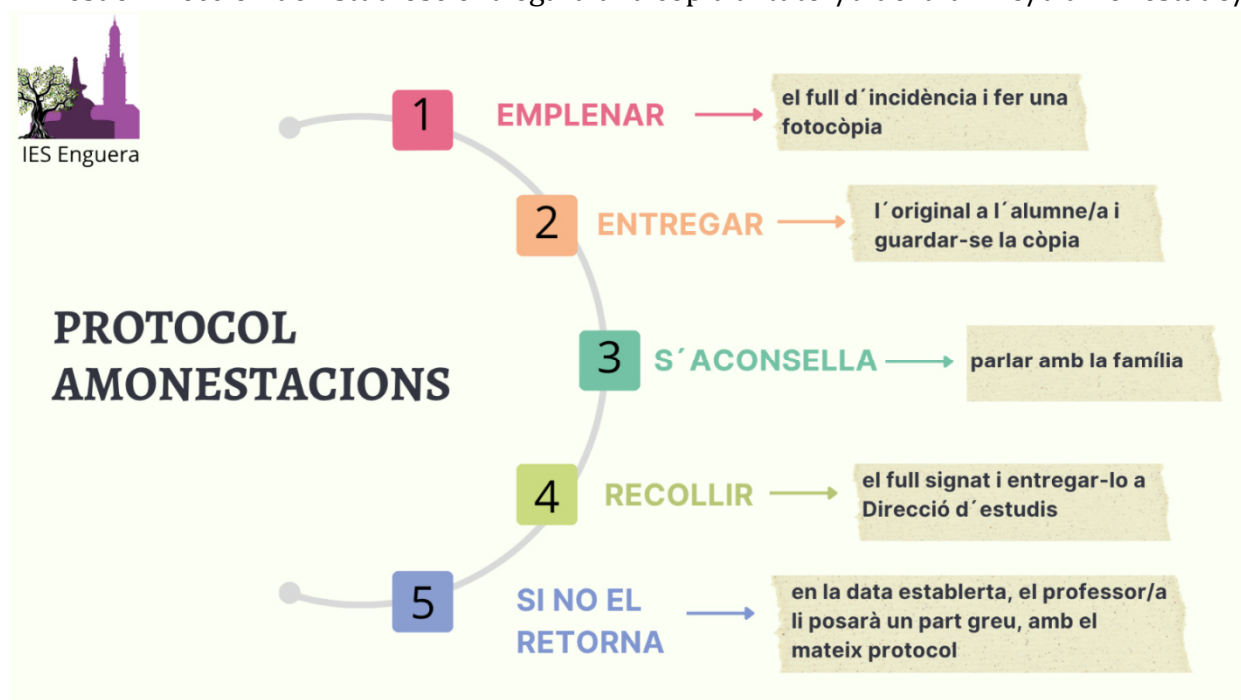 IES Enguera
PROTOCOL
AMONESTACIONS
1
EMPLENAR
el full d´incidència i fer una
fotocòpia
2
ENTREGAR
l´original a l´alumne/a i
guardar-se la còpia
3
S´ACONSELLA
parlar amb la família
4
RECOLLIR
el full signat i entregar-lo a
Direcció d´estudis
5
SI NO EL
RETORNA
en la data establerta, el professor/a
li posarà un part greu, amb el
mateix protocol